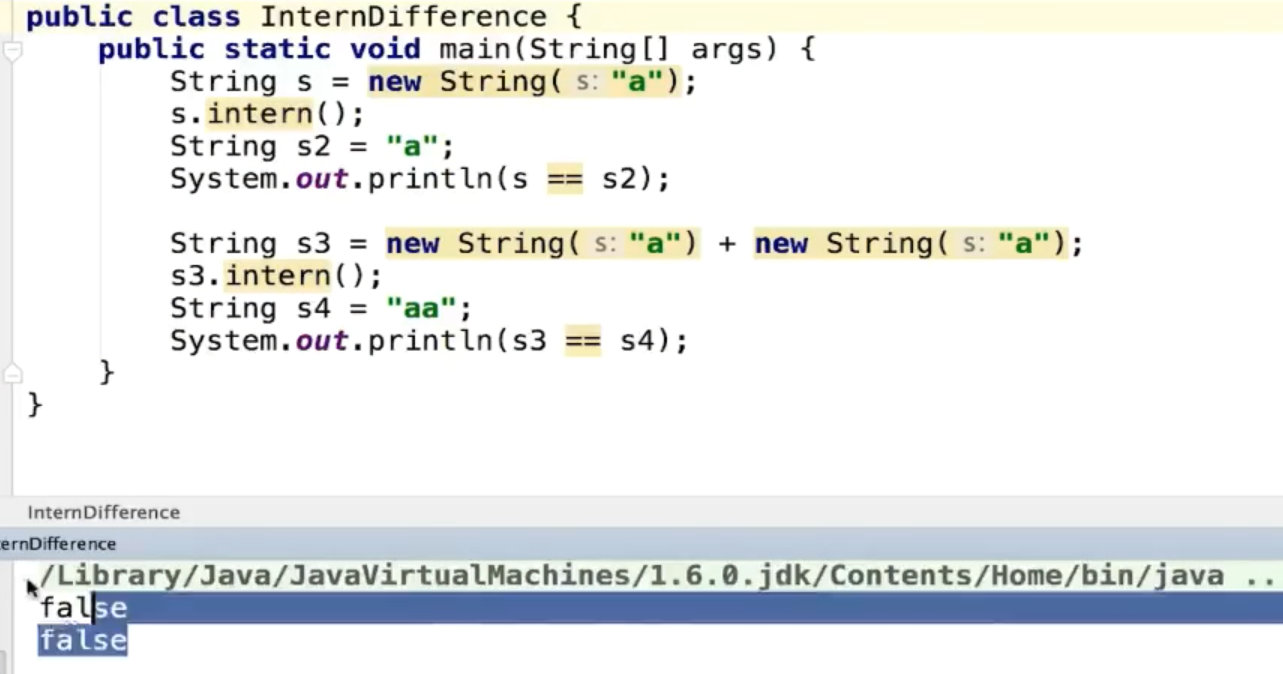 public class InternDifference {
public static void main(String[] args) {
String s = new String( s: "a");
s.intern();
String s2 = "a";
System.out.println(s == s2);
String s3 = new String( s: "a") + new String( s: "a");
s3.intern();
String s4 = "aa";
System.out.println(s3 == s4);
}
}
InternDifference
ernDifference
/Library/Java/JavaVirtualMachines/1.6.0.jdk/Contents/Home/bin/java ..
false
false